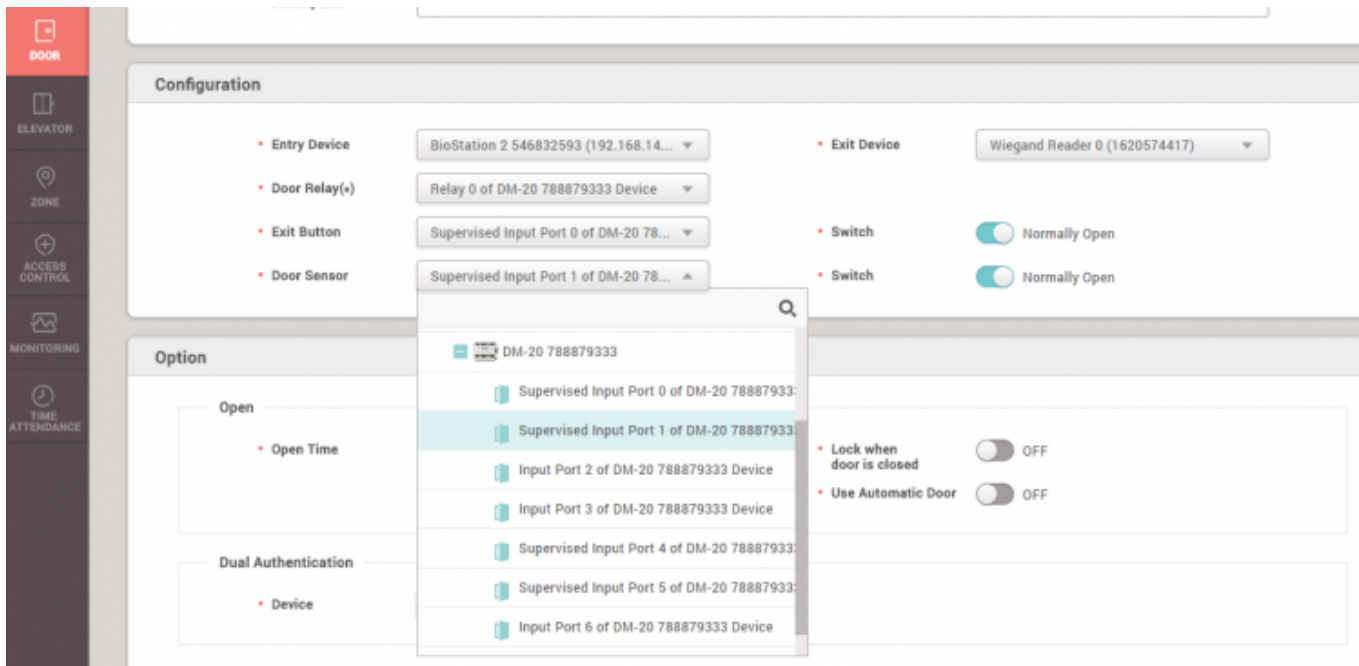 DOOR
ELEVATOR
ZONE
ACCESS
CONTROL
MONITORING
TIME
ATTENDANCE
Configuration
• Entry Device BioStation 2 546832593 (192.168.14... • Exit Device Wiegand Reader 0 (1620574417)
• Door Relay(*) Relay 0 of DM-20 788879333 Device
• Exit Button Supervised Input Port 0 of DM-20 78... • Switch Normally Open
• Door Sensor Supervised Input Port 1 of DM-20 78... • Switch Normally Open
DM-20 788879333
Supervised Input Port 0 of DM-20 788879333
Supervised Input Port 1 of DM-20 788879333
Input Port 2 of DM-20 788879333 Device
Input Port 3 of DM-20 788879333 Device
Supervised Input Port 4 of DM-20 788879333
Supervised Input Port 5 of DM-20 788879333
Input Port 6 of DM-20 788879333 Device
Option
Open
• Open Time • Lock when
door is closed OFF
• Use Automatic Door OFF
Dual Authentication
• Device